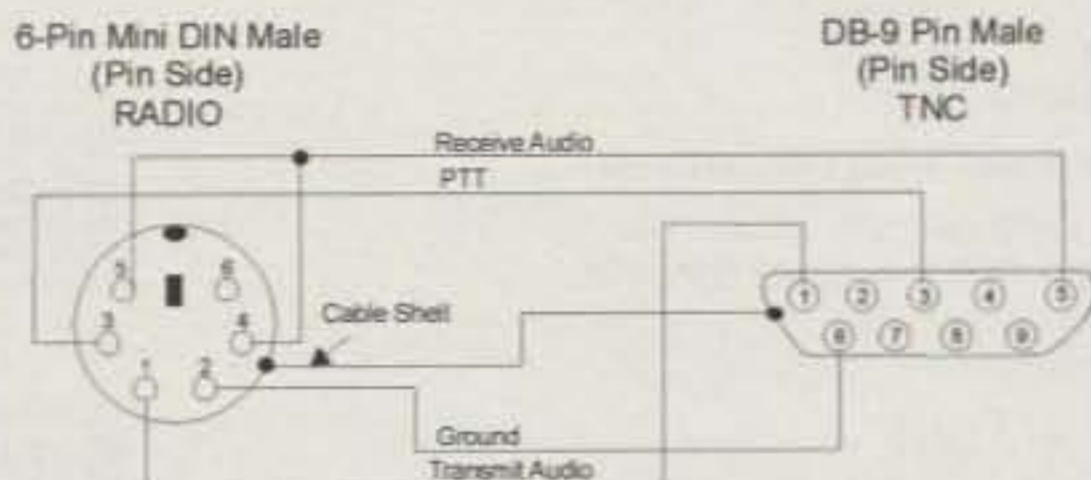 6-Pin Mini DIN Male
(Pin Side)
RADIO
DB-9 Pin Male
(Pin Side)
TNC
Receive Audio
PTT
5 6
3 4
1 2
Cable Shell
1 2 3 4 5
6 7 8 9
Ground
Transmit Audio